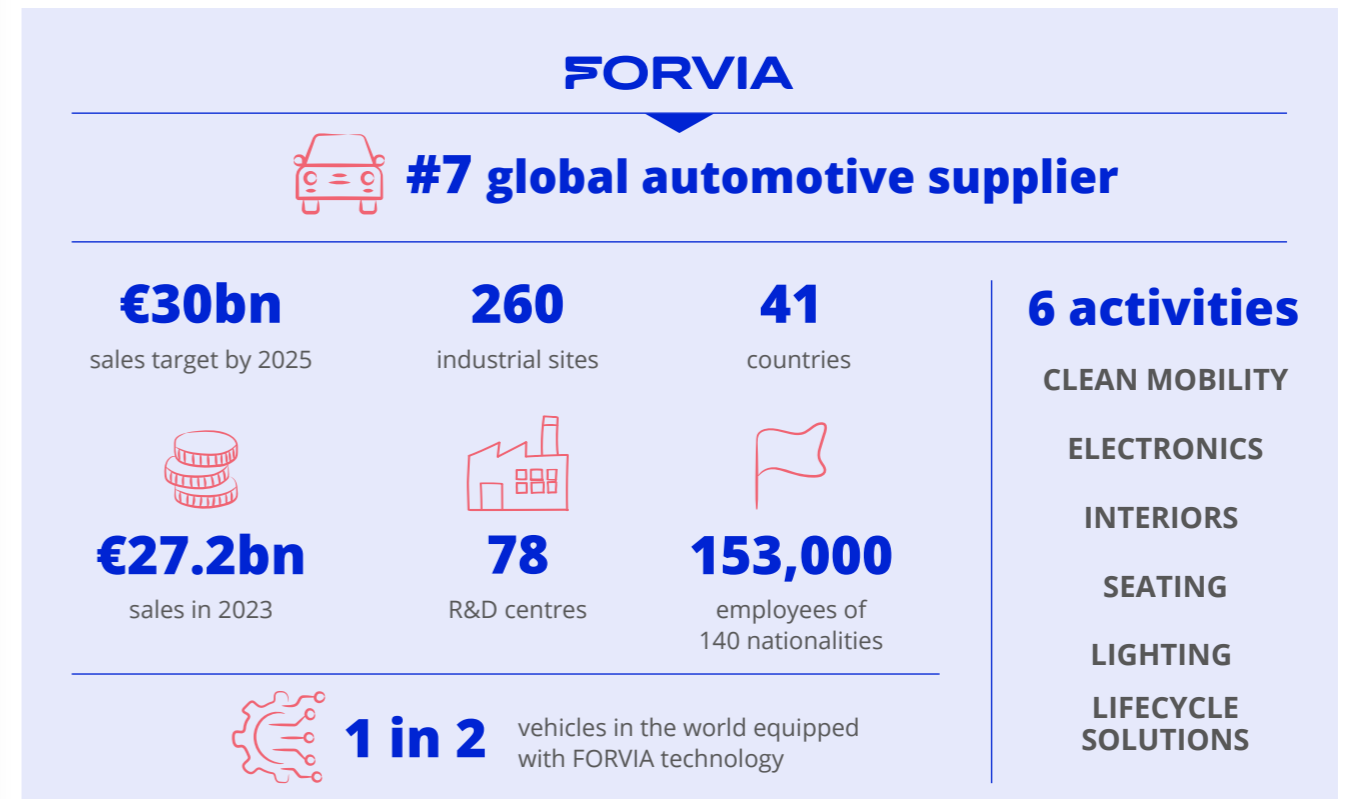 FORVIA
#7 global automotive supplier
€30bn
sales target by 2025
260
industrial sites
41
countries
€27.2bn
sales in 2023
78
R&D centres
153,000
employees of
140 nationalities
1 in 2
vehicles in the world equipped
with FORVIA technology
6 activities
CLEAN MOBILITY
ELECTRONICS
INTERIORS
SEATING
LIGHTING
LIFECYCLE
SOLUTIONS